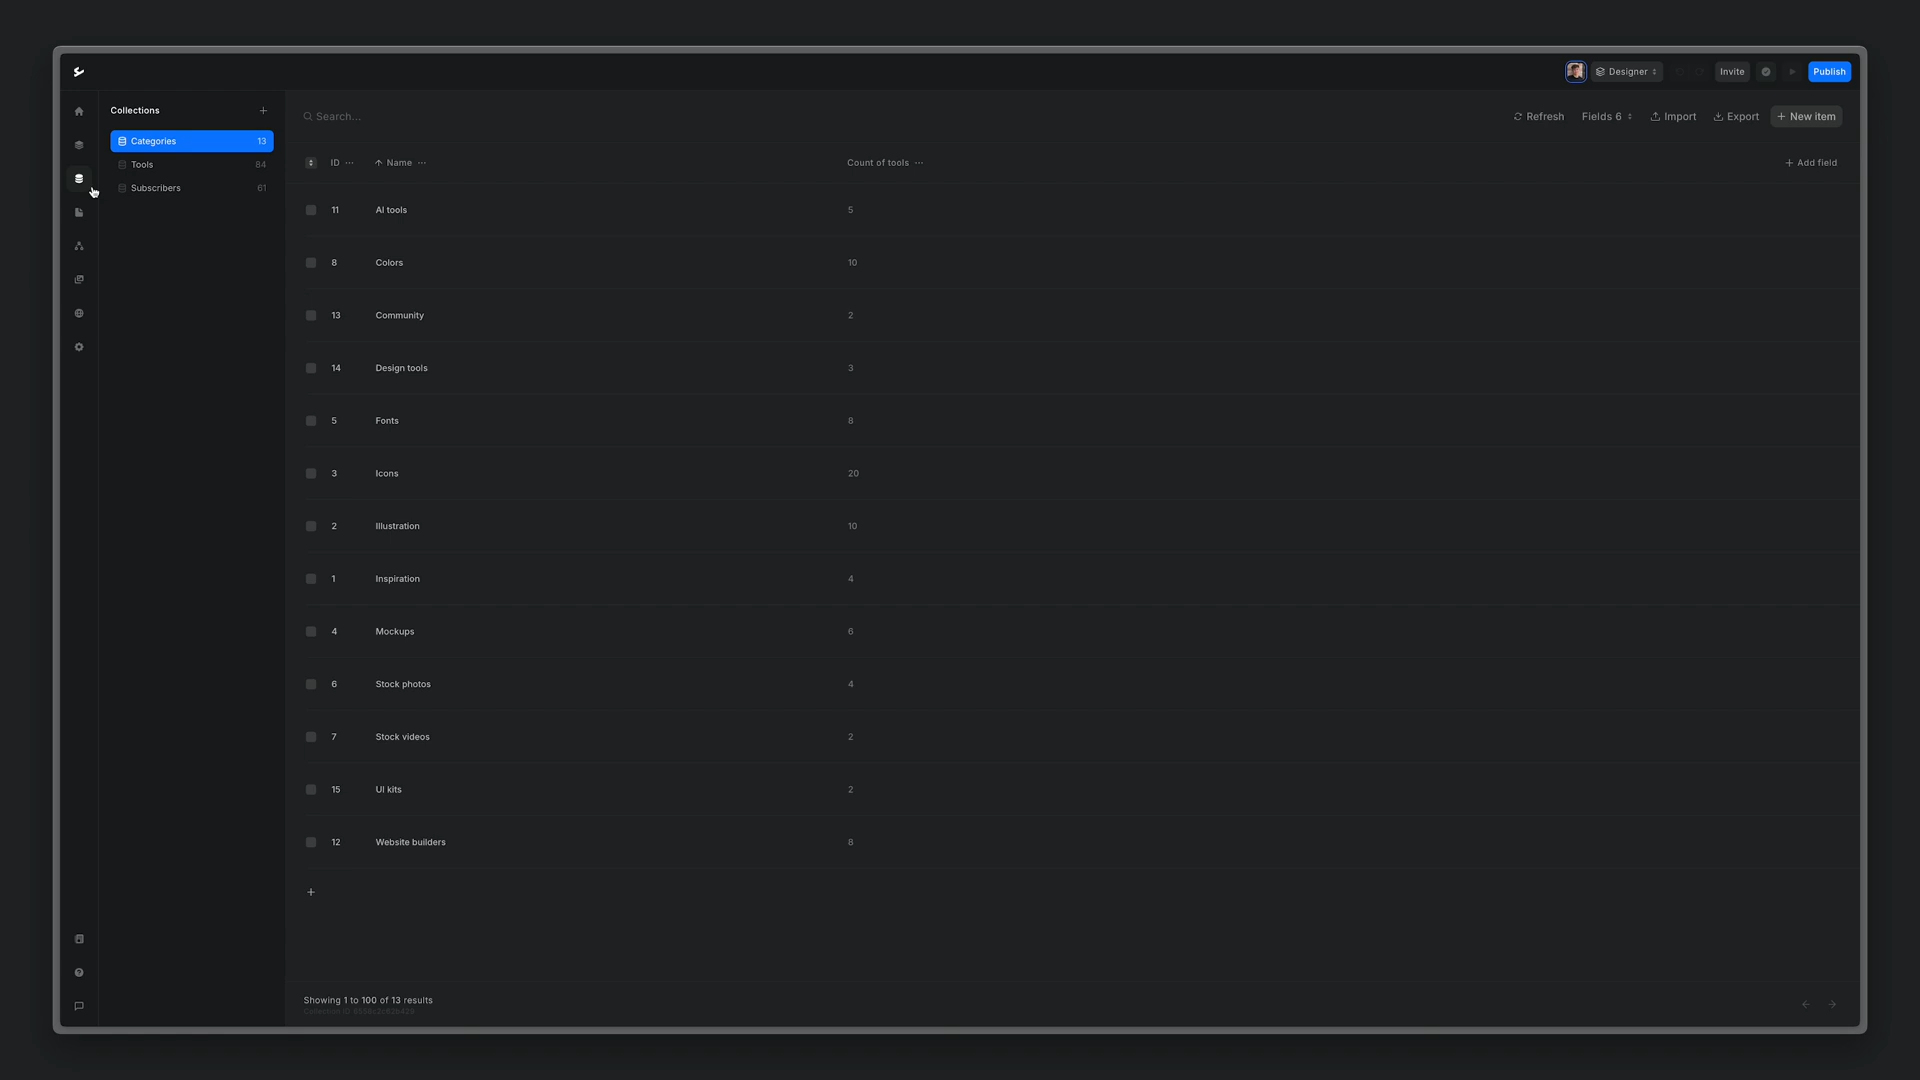 Designer
Invite
Publish
Collections
Categories 13
Tools 84
Subscribers 61
Search...
Refresh
Fields 6
Import
Export
New item
ID
Name
Count of tools
Add field
11 AI tools 5
8 Colors 10
13 Community 2
14 Design tools 3
5 Fonts 8
3 Icons 20
2 Illustration 10
1 Inspiration 4
4 Mockups 6
6 Stock photos 4
7 Stock videos 2
15 UI kits 2
12 Website builders 8
Showing 1 to 100 of 13 results
Collection ID